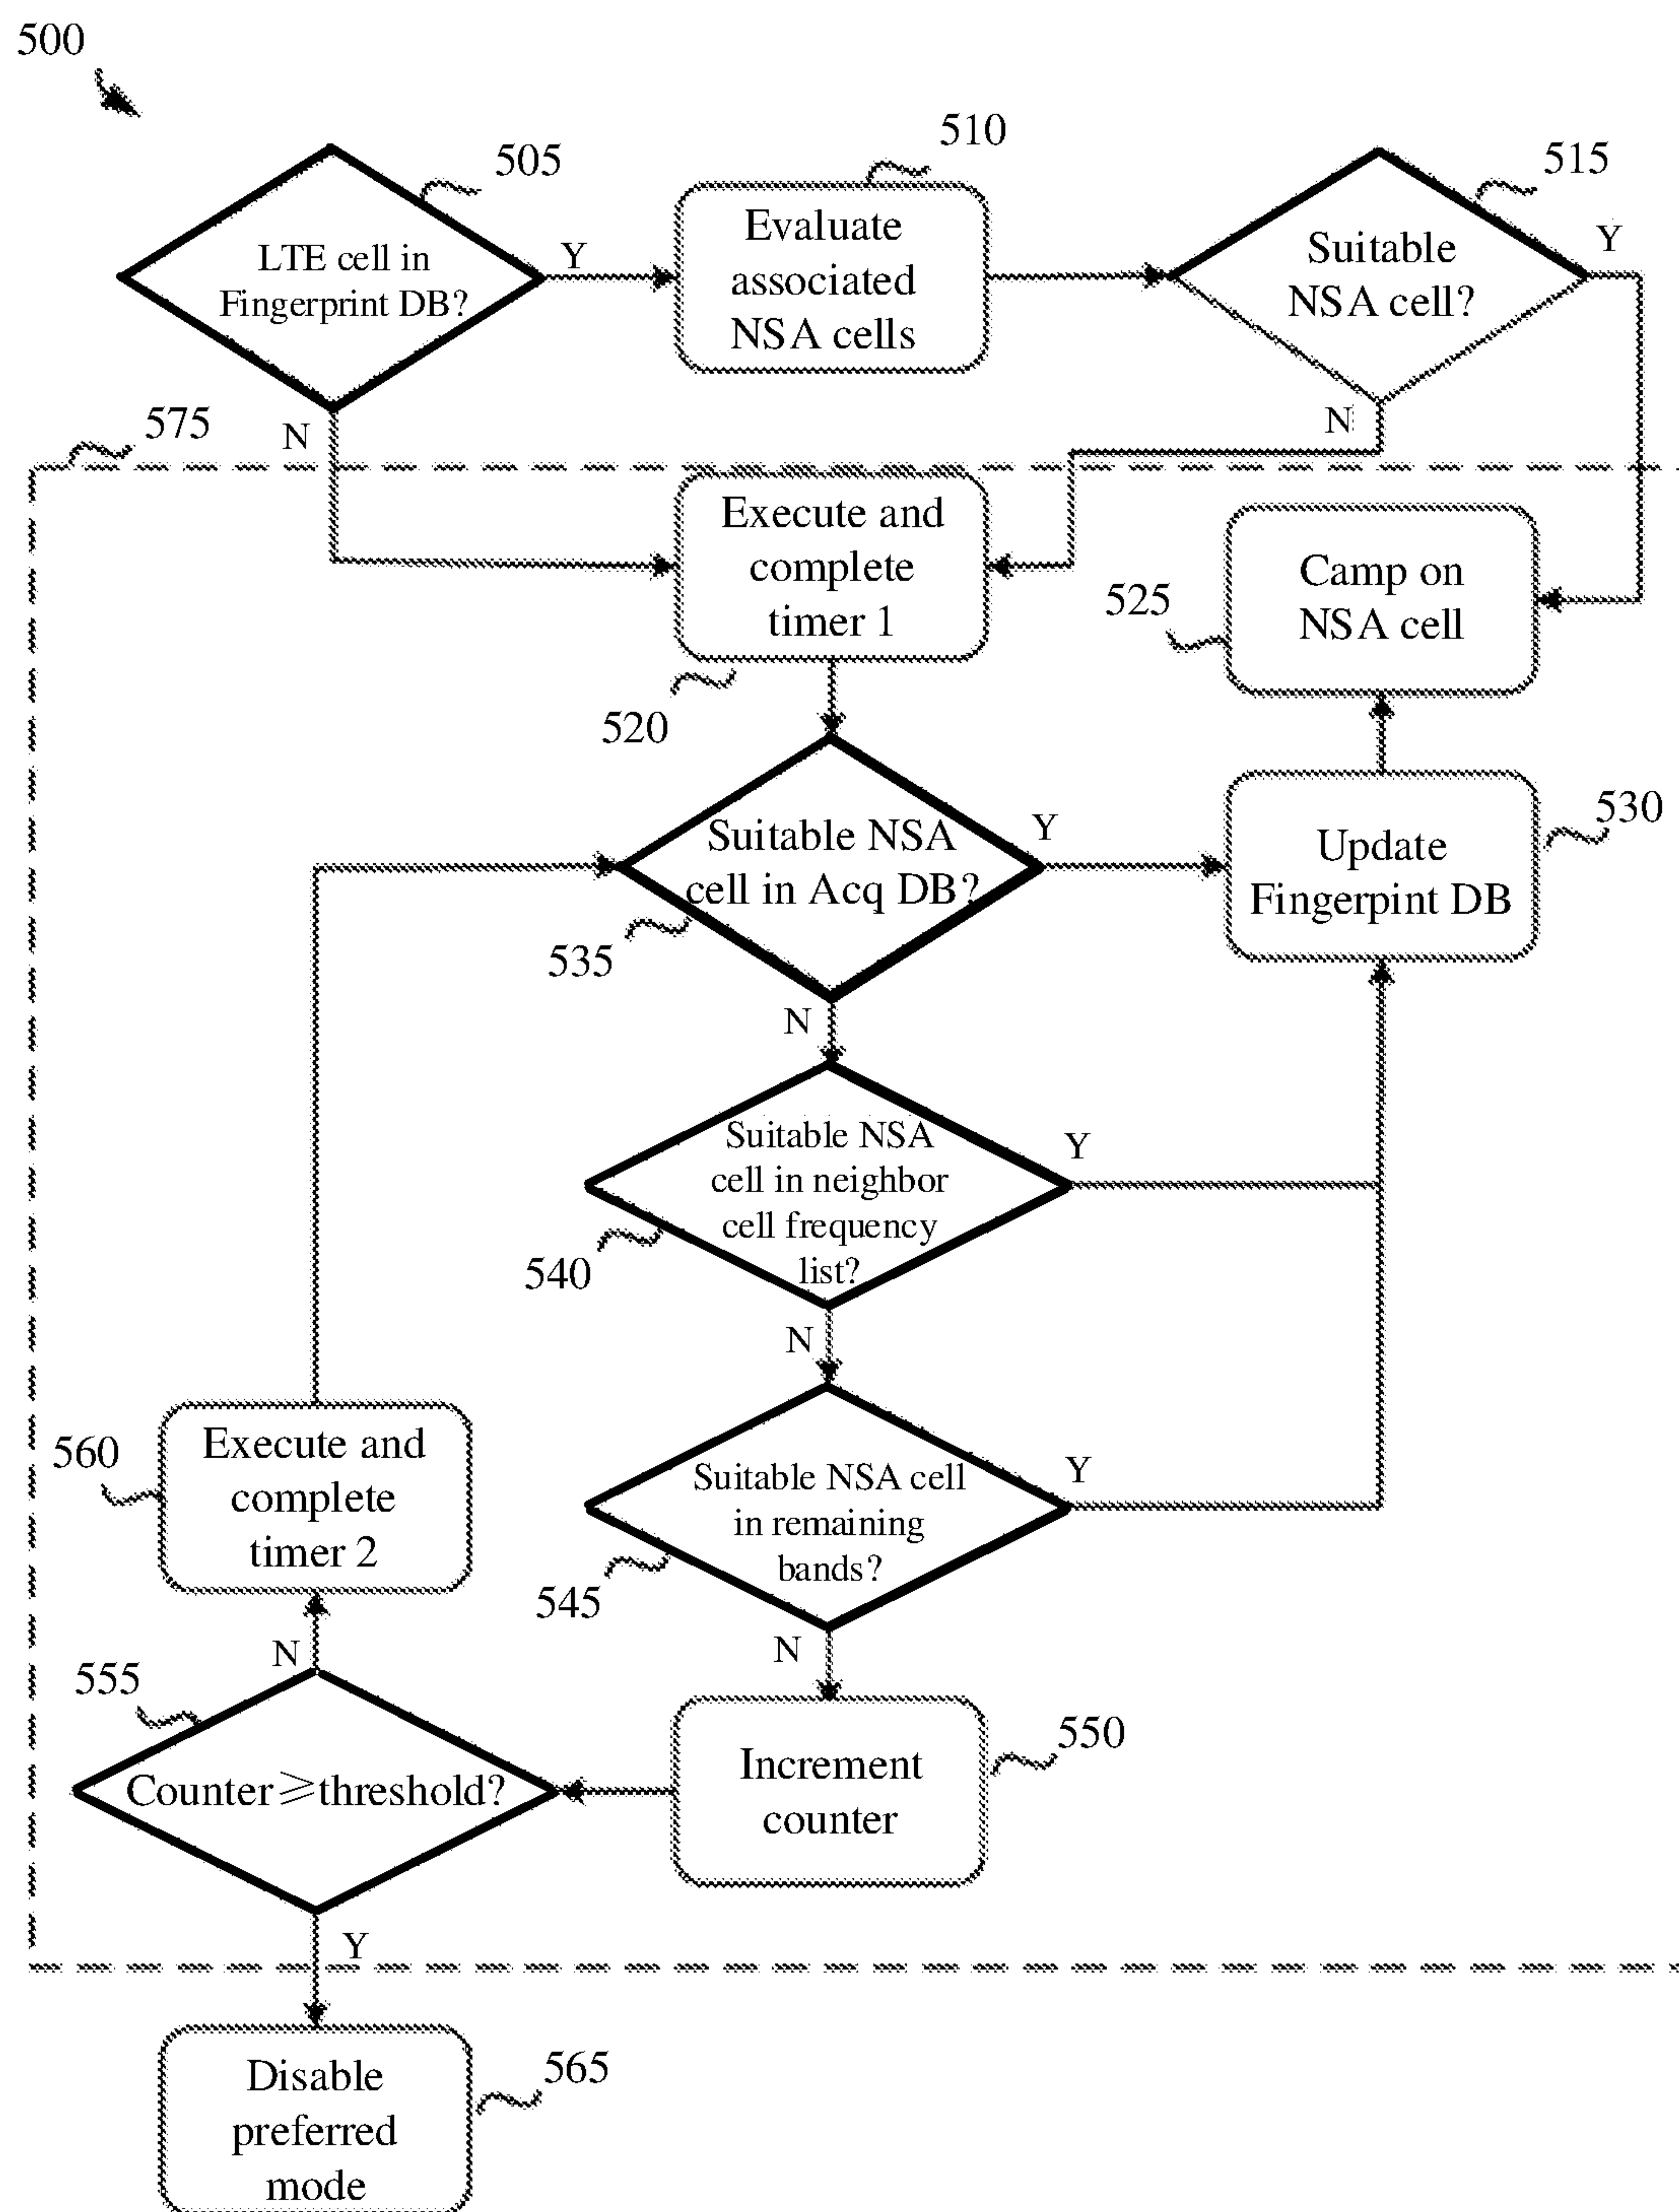 500
505
510
515
LTE cell in
Fingerprint DB?
Y
Evaluate
associated
NSA cells
Suitable
NSA cell?
Y
N
N
575
Execute and
complete
timer 1
520
Camp on
NSA cell
525
Suitable NSA
cell in Acq DB?
Y
535
N
Update
Fingerpint DB
530
Suitable NSA
cell in neighbor
cell frequency
list?
Y
540
N
Suitable NSA cell
in remaining
bands?
Y
545
N
Execute and
complete
timer 2
560
N
555
Counter≥threshold?
Y
Increment
counter
550
Disable
preferred
mode
565